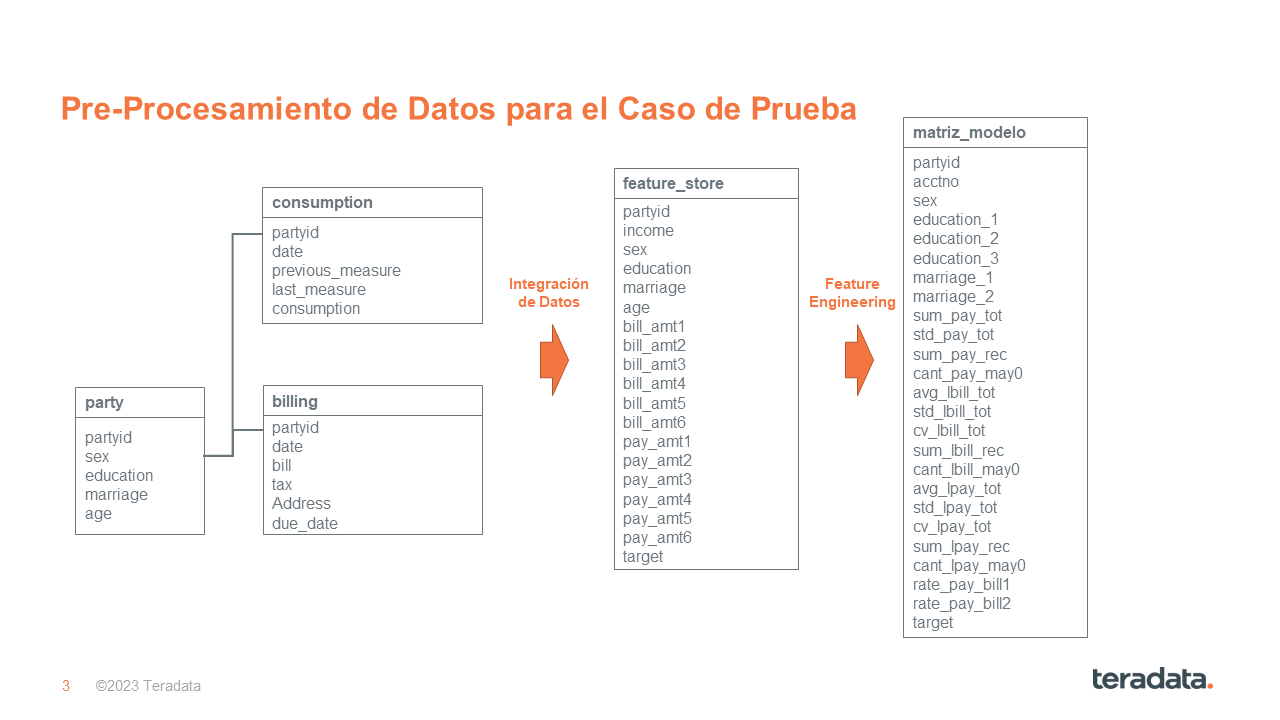 Pre-Procesamiento de Datos para el Caso de Prueba
consumption
partyid
date
previous_measure
last_measure
consumption
party
partyid
sex
education
marriage
age
billing
partyid
date
bill
tax
Address
due_date
Integración
de Datos
feature_store
partyid
income
sex
education
marriage
age
bill_amt1
bill_amt2
bill_amt3
bill_amt4
bill_amt5
bill_amt6
pay_amt1
pay_amt2
pay_amt3
pay_amt4
pay_amt5
pay_amt6
target
Feature
Engineering
matriz_modelo
partyid
acctno
sex
education_1
education_2
education_3
marriage_1
marriage_2
sum_pay_tot
std_pay_tot
sum_pay_rec
cant_pay_may0
avg_lbill_tot
std_lbill_tot
cv_lbill_tot
sum_lbill_rec
cant_lbill_may0
avg_lpay_tot
std_lpay_tot
cv_lpay_tot
sum_lpay_rec
cant_lpay_may0
rate_pay_bill1
rate_pay_bill2
target
3
©2023 Teradata
teradata.